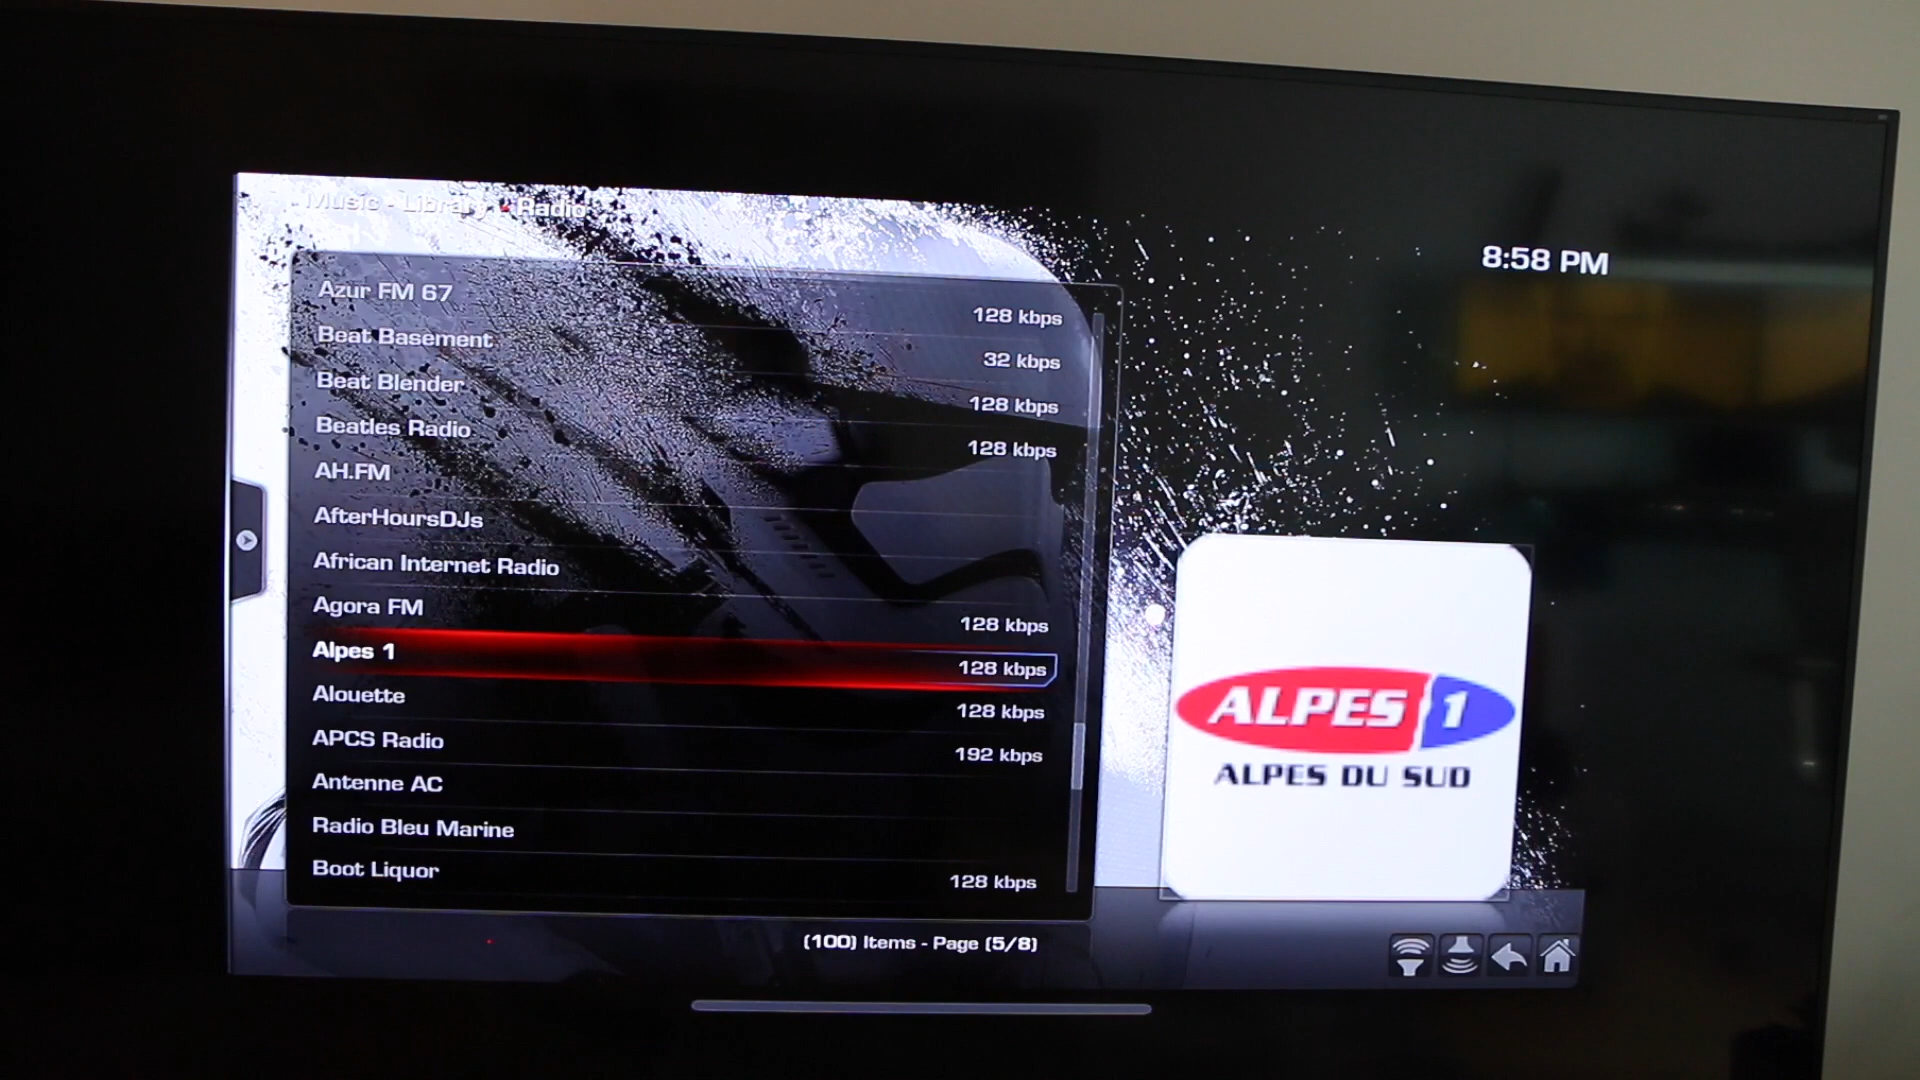 Music - Library • Radio
8:58 PM
Azur FM 67
128 kbps
Beat Basement
32 kbps
Beat Blender
128 kbps
Beatles Radio
128 kbps
AH.FM
AfterHoursDJs
African Internet Radio
Agora FM
128 kbps
Alpes 1
128 kbps
Alouette
128 kbps
APCS Radio
192 kbps
Antenne AC
Radio Bleu Marine
Boot Liquor
128 kbps
ALPES 1
ALPES DU SUD
(100) Items - Page (5/8)